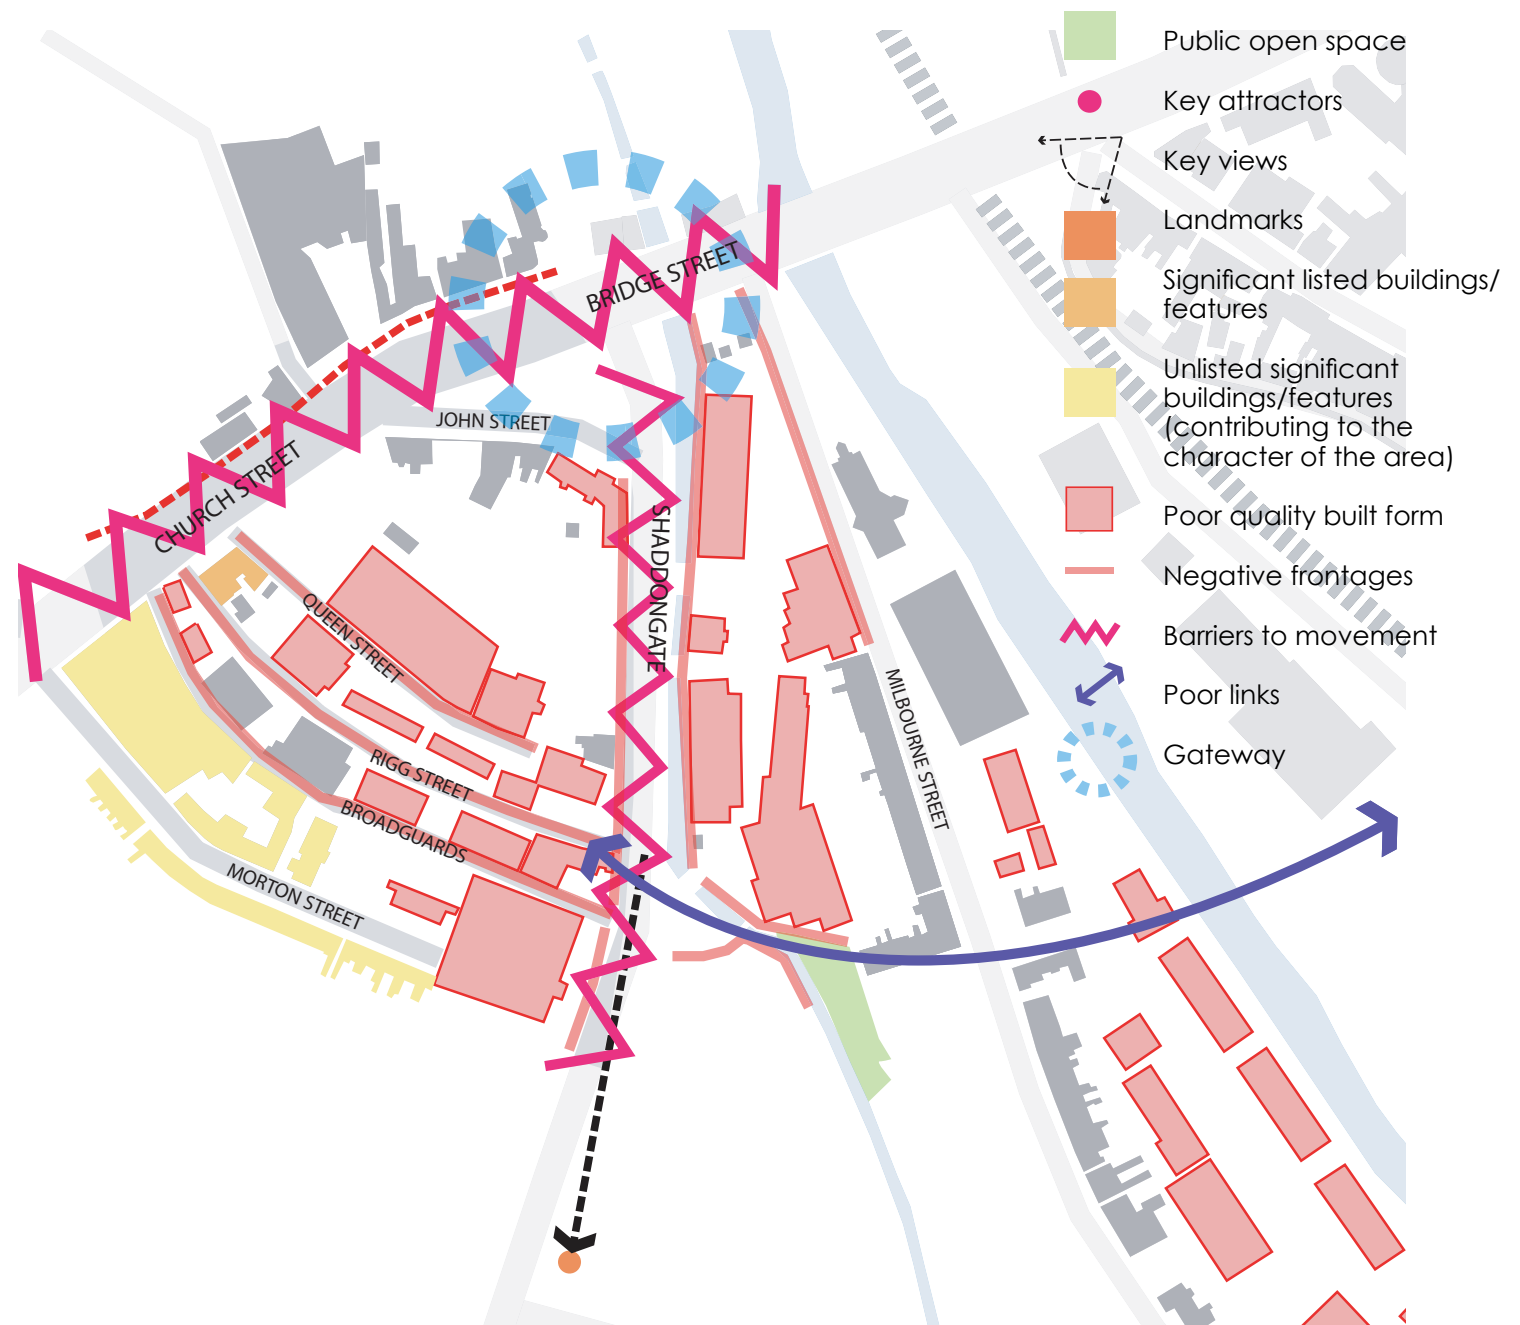 Public open space
Key attractors
Key views
Landmarks
Significant listed buildings/
features
Unlisted significant
buildings/features
(contributing to the
character of the area)
Poor quality built form
Negative frontages
Barriers to movement
Poor links
Gateway
BRIDGE STREET
JOHN STREET
CHURCH STREET
SHADDONGATE
QUEEN STREET
MILBOURNE STREET
RIGG STREET
BROADGUARDS
MORTON STREET